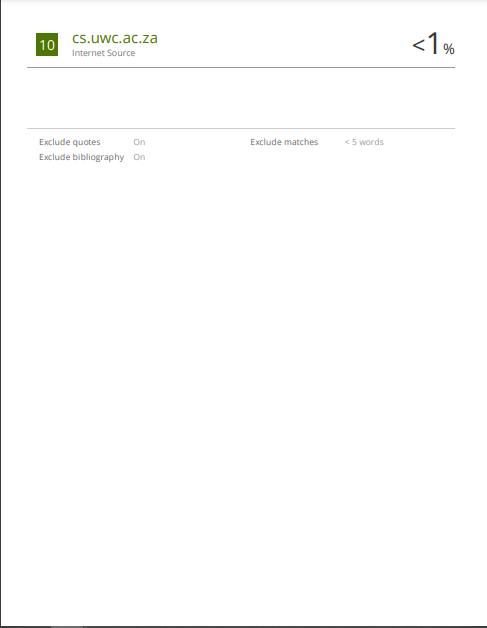 10 cs.uwc.ac.za <1%
Internet Source
Exclude quotes On Exclude matches < 5 words
Exclude bibliography On